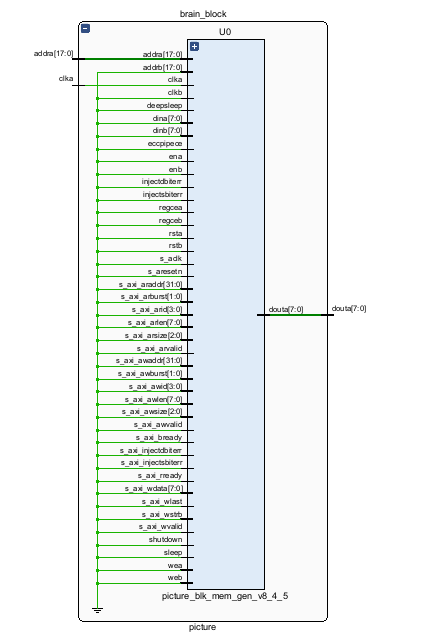 brain_block
U0
addra[17:0]
addra[17:0]
addrb[17:0]
clka
clka
clkb
deepsleep
dina[7:0]
dinb[7:0]
eccpipece
ena
enb
injectdbiterr
injectsbiterr
regcea
regceb
rsta
rstb
s_aclk
s_aresetn
s_axi_araddr[31:0]
s_axi_arburst[1:0]
s_axi_arid[3:0]
s_axi_arlen[7:0]
s_axi_arsize[2:0]
s_axi_arvalid
s_axi_awaddr[31:0]
s_axi_awburst[1:0]
s_axi_awid[3:0]
s_axi_awlen[7:0]
s_axi_awsize[2:0]
s_axi_awvalid
s_axi_bready
s_axi_injectdbiterr
s_axi_injectsbiterr
s_axi_rready
s_axi_wdata[7:0]
s_axi_wlast
s_axi_wstrb
s_axi_wvalid
shutdown
sleep
wea
web
douta[7:0]
douta[7:0]
picture_blk_mem_gen_v8_4_5
picture